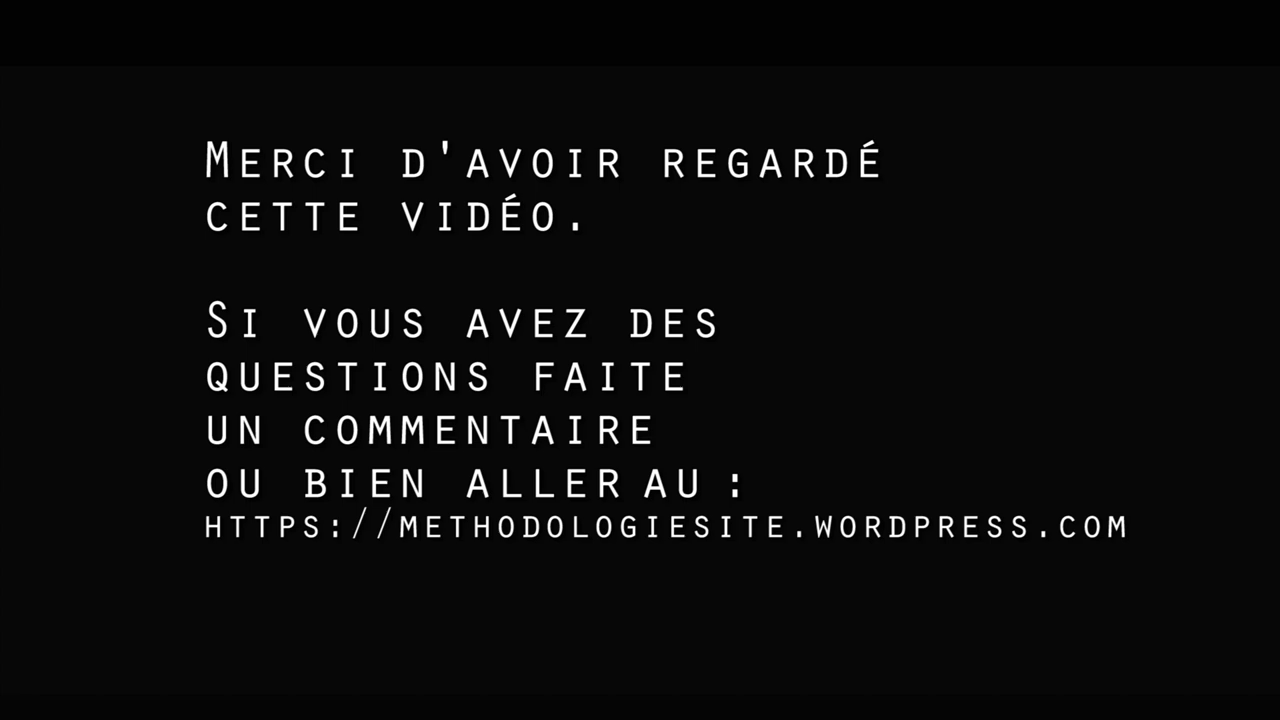 Merci d'avoir regardé
cette vidéo.
Si vous avez des
questions faite
un commentaire
ou bien aller au :
https://methodologiesite.wordpress.com